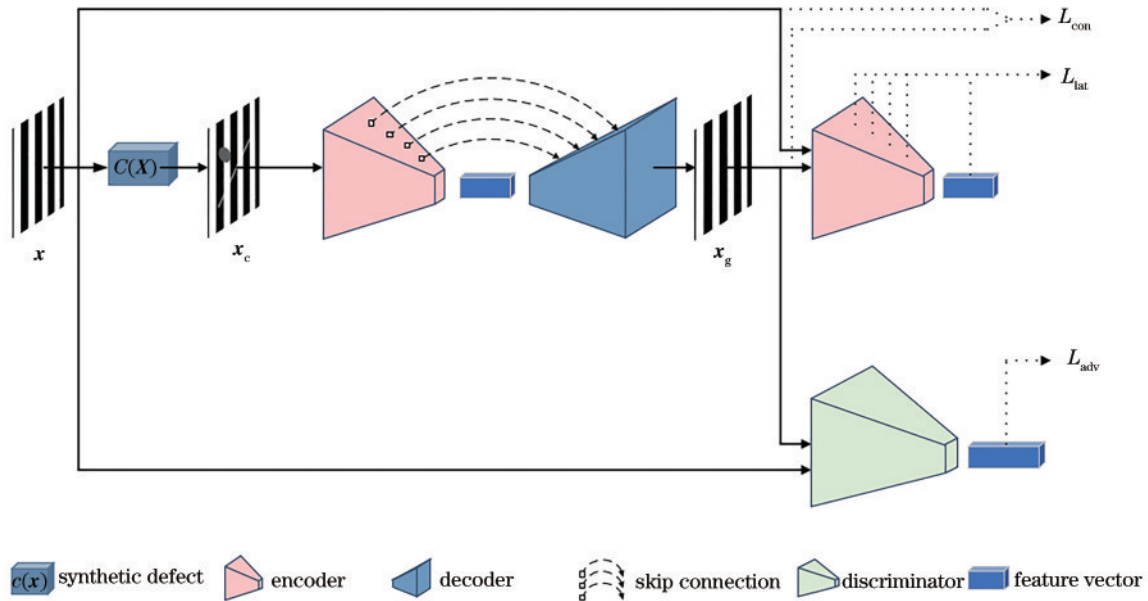 L_con
L_lat
C(X)
x
x_c
x_g
L_adv
c(x) synthetic defect
encoder
decoder
skip connection
discriminator
feature vector